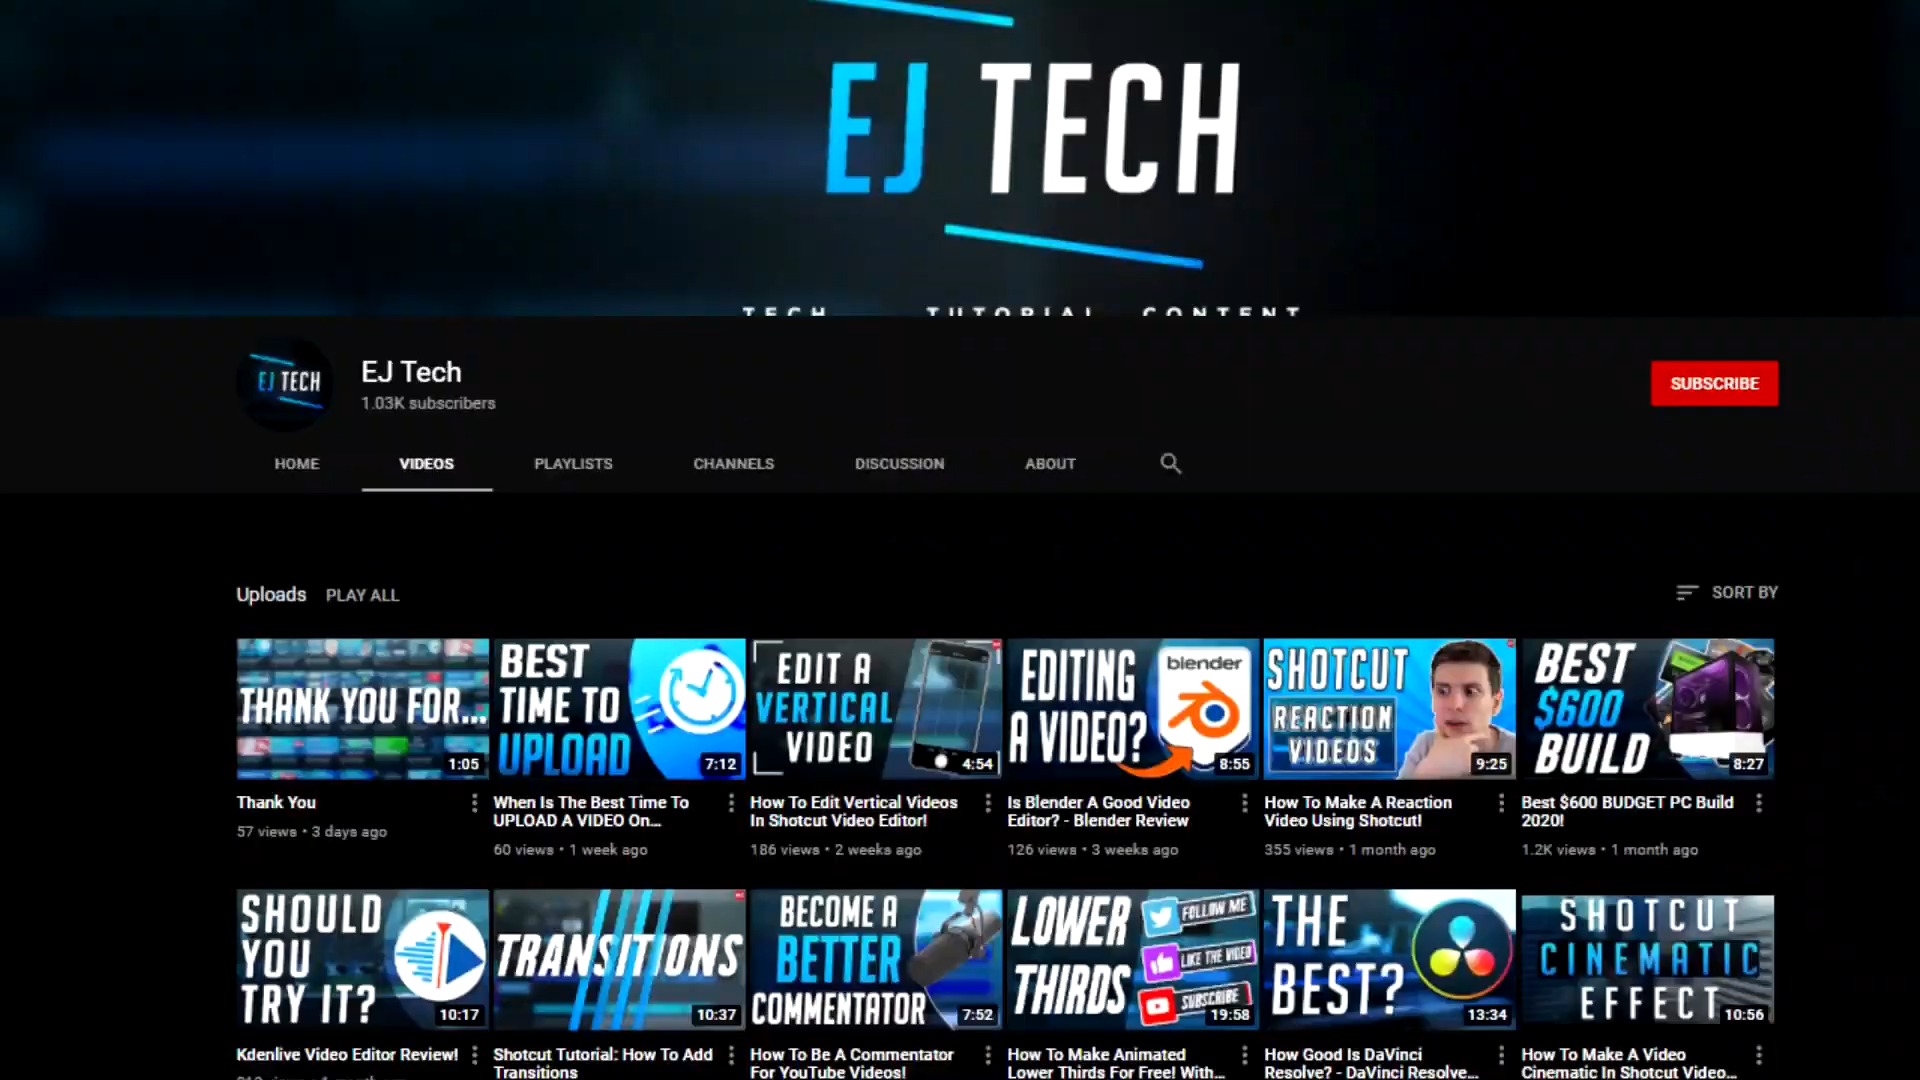 EJ TECH
TECH TUTORIAL CONTENT
EJ TECH
EJ Tech
1.03K subscribers
SUBSCRIBE
HOME VIDEOS PLAYLISTS CHANNELS DISCUSSION ABOUT
Uploads PLAY ALL
SORT BY
THANK YOU FOR...
1:05
BEST
TIME TO
UPLOAD
7:12
EDIT A
VERTICAL
VIDEO
4:54
EDITING
A VIDEO?
blender
8:55
SHOTCUT
REACTION
VIDEOS
9:25
BEST
$600
BUILD
8:27
Thank You
57 views • 3 days ago
When Is The Best Time To
UPLOAD A VIDEO On...
60 views • 1 week ago
How To Edit Vertical Videos
In Shotcut Video Editor!
186 views • 2 weeks ago
Is Blender A Good Video
Editor? - Blender Review
126 views • 3 weeks ago
How To Make A Reaction
Video Using Shotcut!
355 views • 1 month ago
Best $600 BUDGET PC Build
2020!
1.2K views • 1 month ago
SHOULD
YOU
TRY IT?
10:17
TRANSITIONS
10:37
BECOME A
BETTER
COMMENTATOR
7:52
LOWER
THIRDS
FOLLOW ME
LIKE THE VIDEO
SUBSCRIBE
19:58
THE
BEST?
13:34
SHOTCUT
CINEMATIC
EFFECT
10:56
Kdenlive Video Editor Review!
Shotcut Tutorial: How To Add
Transitions
How To Be A Commentator
For YouTube Videos!
How To Make Animated
Lower Thirds For Free! With...
How Good Is DaVinci
Resolve? - DaVinci Resolve...
How To Make A Video
Cinematic In Shotcut Video...